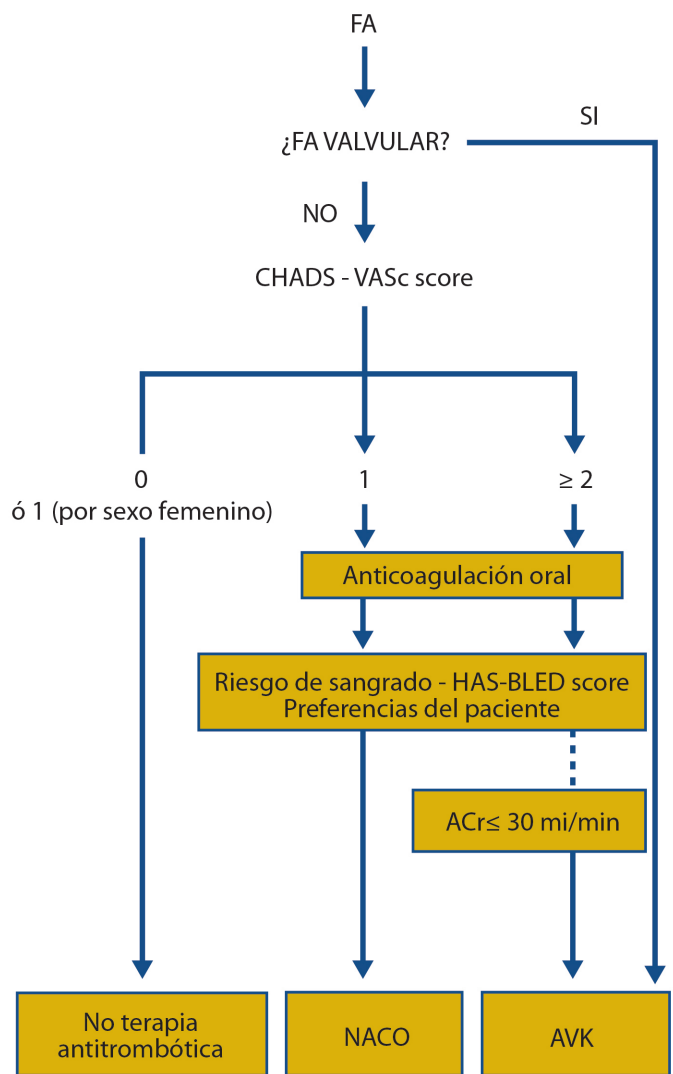 FA
SI
¿FA VALVULAR?
NO
CHADS - VASc score
0
ó 1 (por sexo femenino)
1
≥ 2
Anticoagulación oral
Riesgo de sangrado - HAS-BLED score
Preferencias del paciente
ACr≤ 30 mi/min
No terapia
antitrombótica
NACO
AVK